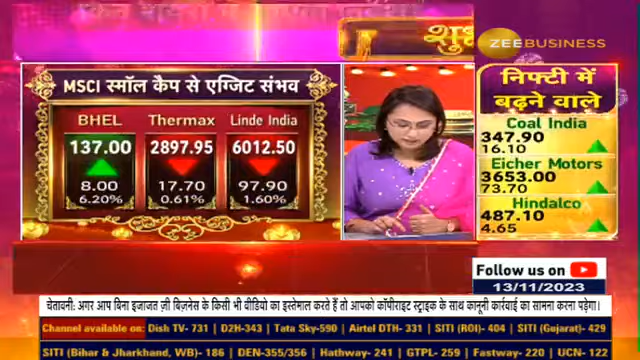 शुभ
ZEE BUSINESS
MSCI स्मॉल कैप से एग्जिट संभव
BHEL
137.00
8.00
6.20%
Thermax
2897.95
17.70
0.61%
Linde India
6012.50
97.90
1.60%
निफ्टी में
बढ़ने वाले
Coal India
347.90
16.10
Eicher Motors
3653.00
73.70
Hindalco
487.10
4.65
Follow us on
13/11/2023
चेतावनी: अगर आप बिना इजाजत ज़ी बिज़नेस के किसी भी वीडियो का इस्तेमाल करते हैं तो आपको कॉपीराइट स्ट्राइक के साथ कानूनी कार्रवाई का सामना करना पड़ेगा।
Channel available on: Dish TV- 731 | D2H-343 | Tata Sky-590 | Airtel DTH- 331 | SITI (ROI) - 404 | SITI (Gujarat) - 429
SITI (Bihar & Jharkhand, WB)- 186 | DEN-355/356 | Hathway- 241 | GTPL- 259 | Fastway- 220 | UCN- 122